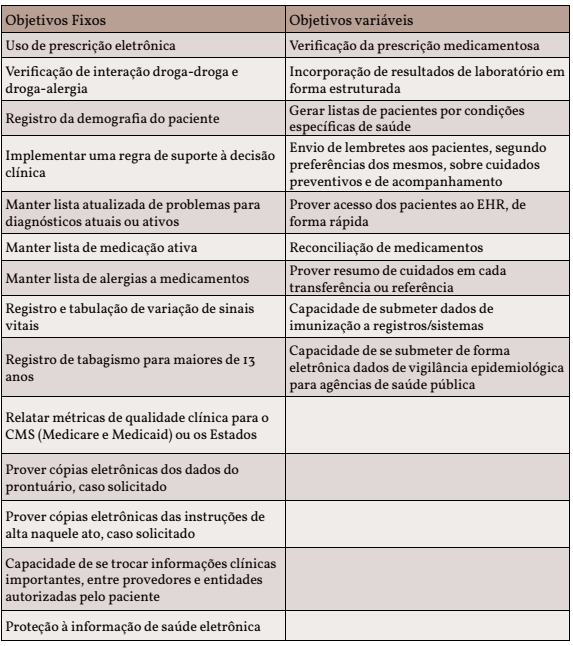 Objetivos Fixos
Objetivos variáveis
Uso de prescrição eletrônica
Verificação da prescrição medicamentosa
Verificação de interação droga-droga e
droga-alergia
Incorporação de resultados de laboratório em
forma estruturada
Registro da demografia do paciente
Gerar listas de pacientes por condições
específicas de saúde
Implementar uma regra de suporte à decisão
clínica
Envio de lembretes aos pacientes, segundo
preferências dos mesmos, sobre cuidados
preventivos e de acompanhamento
Manter lista atualizada de problemas para
diagnósticos atuais ou ativos
Prover acesso dos pacientes ao EHR, de
forma rápida
Manter lista de medicação ativa
Reconciliação de medicamentos
Manter lista de alergias a medicamentos
Prover resumo de cuidados em cada
transferência ou referência
Registro e tabulação de variação de sinais
vitais
Capacidade de submeter dados de
imunização a registros/sistemas
Registro de tabagismo para maiores de 13
anos
Capacidade de se submeter de forma
eletrônica dados de vigilância epidemiológica
para agências de saúde pública
Relatar métricas de qualidade clínica para o
CMS (Medicare e Medicaid) ou os Estados
Prover cópias eletrônicas dos dados do
prontuário, caso solicitado
Prover cópias eletrônicas das instruções de
alta naquele ato, caso solicitado
Capacidade de se trocar informações clínicas
importantes, entre provedores e entidades
autorizadas pelo paciente
Proteção à informação de saúde eletrônica